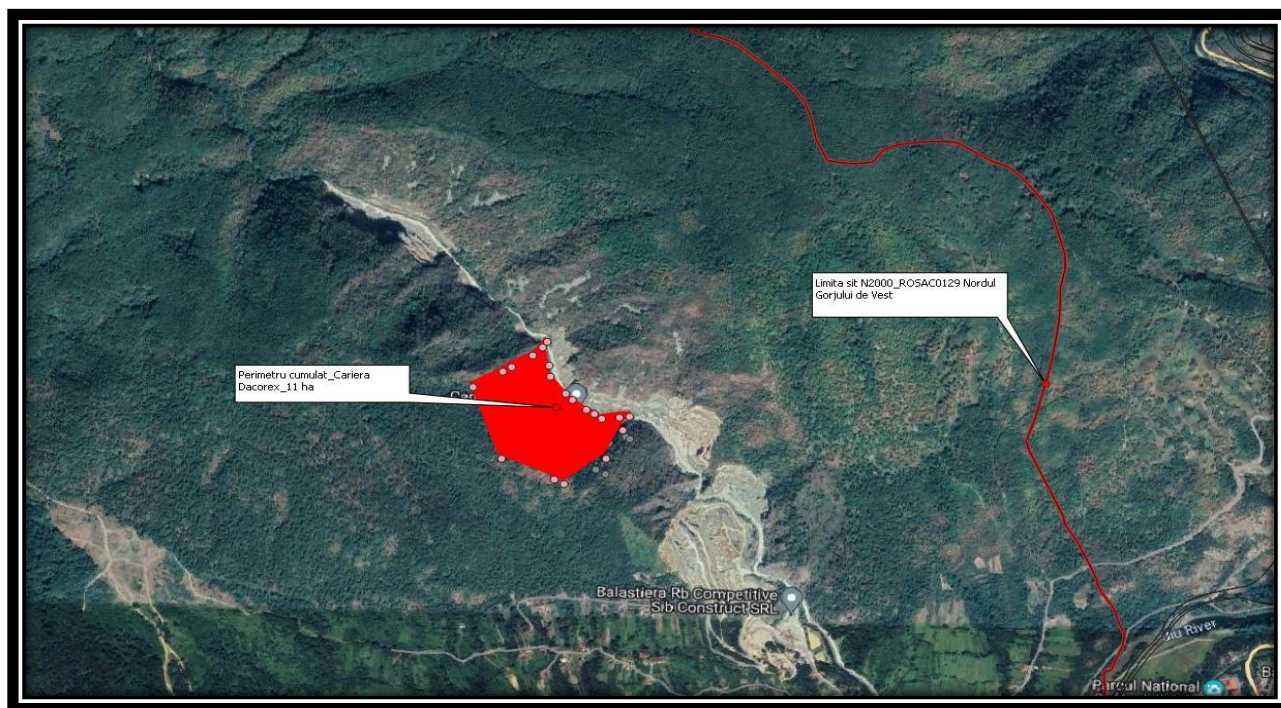 Limita sit N2000_ROSAC0129 Nordul
Gorjului de Vest
Perimetru cumulat_Cariera
Dacorex_11 ha
Balastiera Rb Competitive
Sib Construct SRL
Jiu River
Parcul National